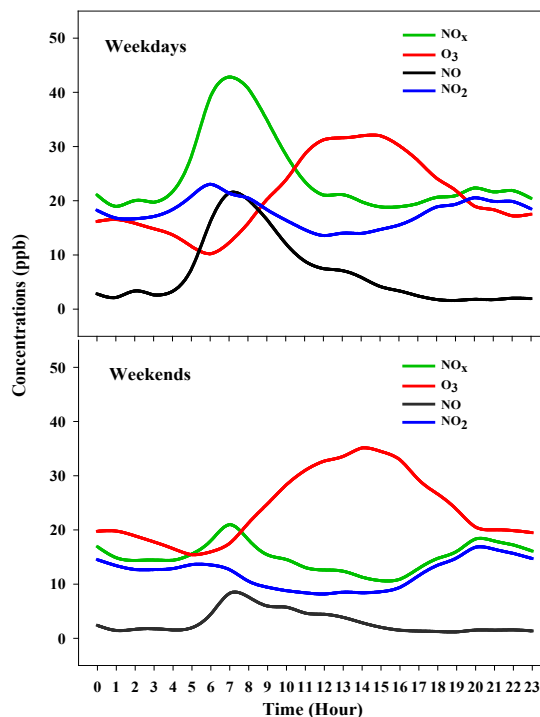 Weekdays
NOx
O3
NO
NO2
50
40
30
20
10
0
Concentrations (ppb)
Weekends
NOx
O3
NO
NO2
50
40
30
20
10
0
0 1 2 3 4 5 6 7 8 9 10 11 12 13 14 15 16 17 18 19 20 21 22 23
Time (Hour)